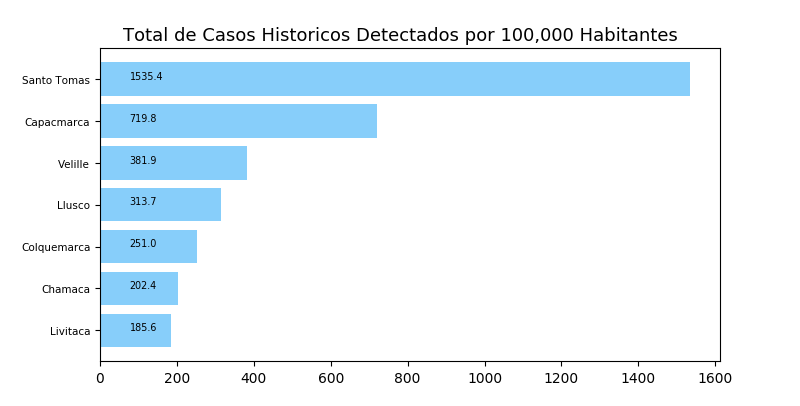 Total de Casos Historicos Detectados por 100,000 Habitantes
Santo Tomas 1535.4
Capacmarca 719.8
Velille 381.9
Llusco 313.7
Colquemarca 251.0
Chamaca 202.4
Livitaca 185.6
0 200 400 600 800 1000 1200 1400 1600